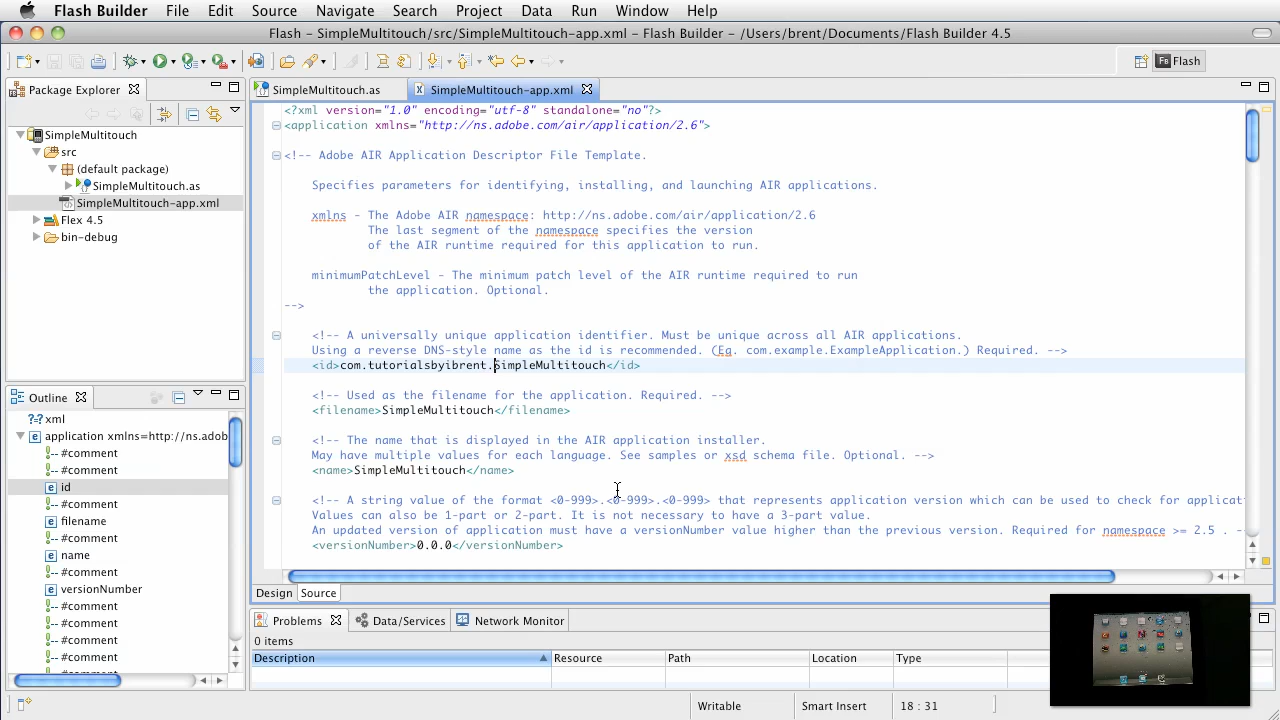 Flash Builder File Edit Source Navigate Search Project Data Run Window Help
Flash - SimpleMultitouch/src/SimpleMultitouch-app.xml - Flash Builder - /Users/brent/Documents/Flash Builder 4.5
Flash
Package Explorer
SimpleMultitouch
src
(default package)
SimpleMultitouch.as
SimpleMultitouch-app.xml
Flex 4.5
bin-debug
Outline
xml
application xmlns=http://ns.adob
#comment
#comment
id
#comment
filename
#comment
name
#comment
versionNumber
#comment
#comment
#comment
#comment
SimpleMultitouch.as SimpleMultitouch-app.xml
<?xml version="1.0" encoding="utf-8" standalone="no"?>
<application xmlns="http://ns.adobe.com/air/application/2.6">
<!-- Adobe AIR Application Descriptor File Template.
Specifies parameters for identifying, installing, and launching AIR applications.
xmlns - The Adobe AIR namespace: http://ns.adobe.com/air/application/2.6
The last segment of the namespace specifies the version
of the AIR runtime required for this application to run.
minimumPatchLevel - The minimum patch level of the AIR runtime required to run
the application. Optional.
-->
<!-- A universally unique application identifier. Must be unique across all AIR applications.
Using a reverse DNS-style name as the id is recommended. (Eg. com.example.ExampleApplication.) Required. -->
<id>com.tutorialsbyibrent.SimpleMultitouch</id>
<!-- Used as the filename for the application. Required. -->
<filename>SimpleMultitouch</filename>
<!-- The name that is displayed in the AIR application installer.
May have multiple values for each language. See samples or xsd schema file. Optional. -->
<name>SimpleMultitouch</name>
<!-- A string value of the format <0-999>.<0-999>.<0-999> that represents application version which can be used to check for applicat
Values can also be 1-part or 2-part. It is not necessary to have a 3-part value.
An updated version of application must have a versionNumber value higher than the previous version. Required for namespace >= 2.5 . --
<versionNumber>0.0.0</versionNumber>
Design Source
Problems Data/Services Network Monitor
0 items
Description Resource Path Location Type
Writable Smart Insert 18 : 31